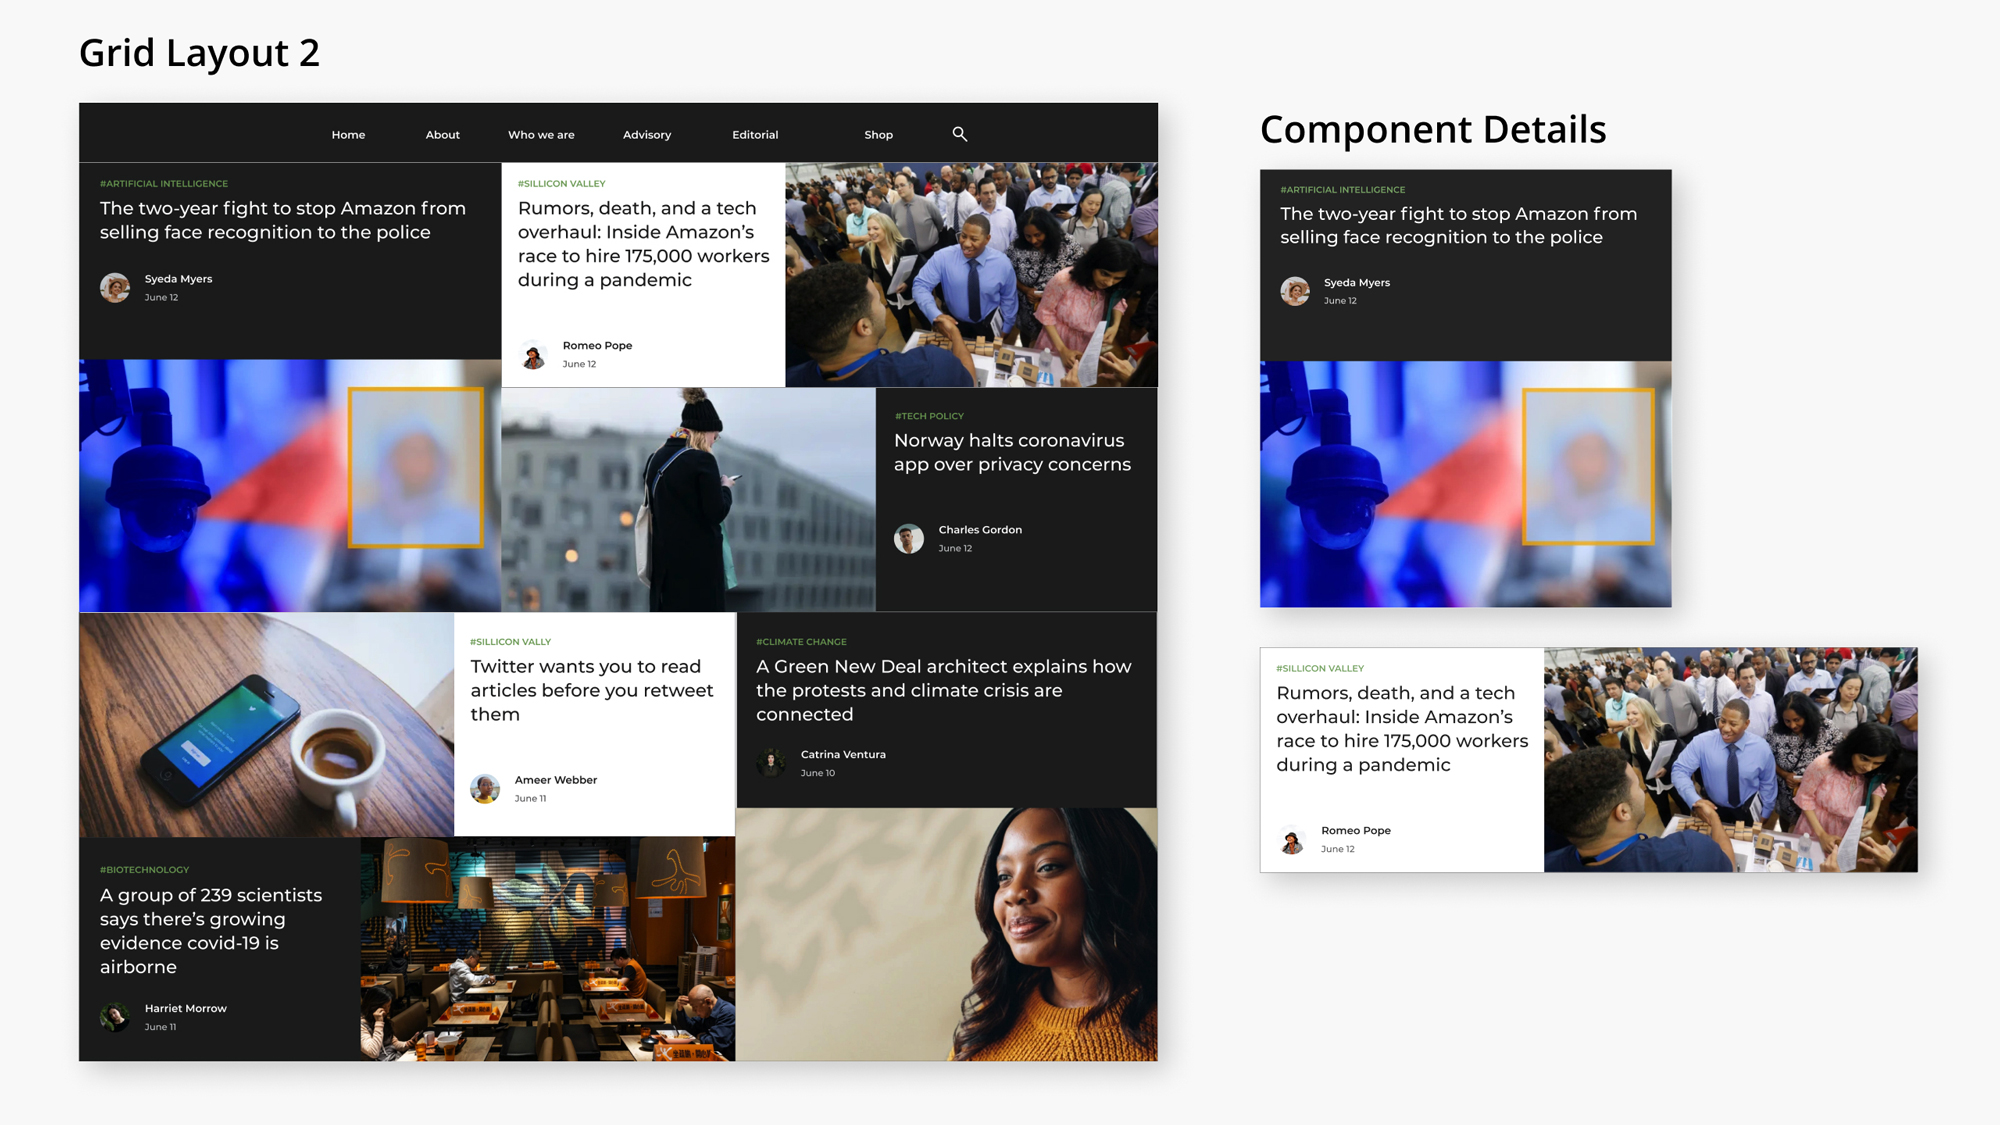 Grid Layout 2
Home About Who we are Advisory Editorial Shop
#ARTIFICIAL INTELLIGENCE
The two-year fight to stop Amazon from
selling face recognition to the police
Syeda Myers
June 12
#SILLICON VALLEY
Rumors, death, and a tech
overhaul: Inside Amazon’s
race to hire 175,000 workers
during a pandemic
Romeo Pope
June 12
#TECH POLICY
Norway halts coronavirus
app over privacy concerns
Charles Gordon
June 12
#SILLICON VALLY
Twitter wants you to read
articles before you retweet
them
Ameer Webber
June 11
#CLIMATE CHANGE
A Green New Deal architect explains how
the protests and climate crisis are
connected
Catrina Ventura
June 10
#BIOTECHNOLOGY
A group of 239 scientists
says there’s growing
evidence covid-19 is
airborne
Harriet Morrow
June 11
Component Details
#ARTIFICIAL INTELLIGENCE
The two-year fight to stop Amazon from
selling face recognition to the police
Syeda Myers
June 12
#SILLICON VALLEY
Rumors, death, and a tech
overhaul: Inside Amazon’s
race to hire 175,000 workers
during a pandemic
Romeo Pope
June 12